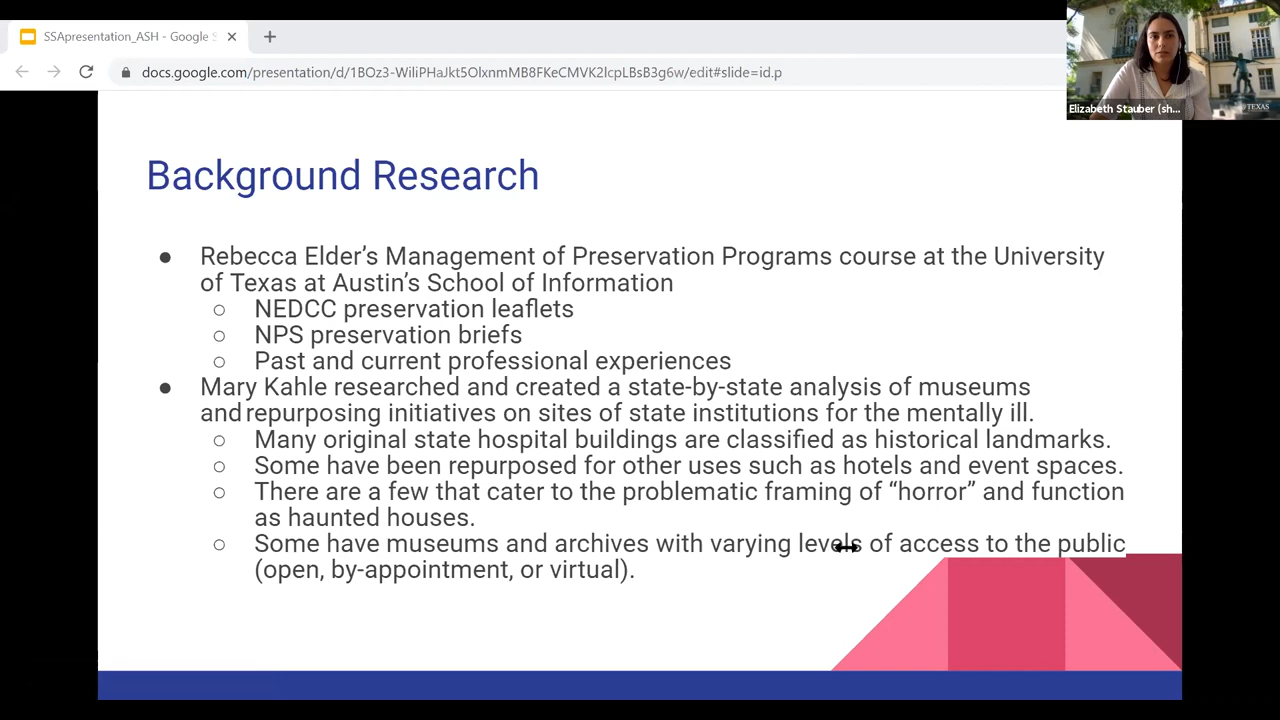 SSApresentation_ASH - Google S
docs.google.com/presentation/d/1BOz3-WiliPHaJkt5OlxnmMB8FKeCMVK2lcpLBsB3g6w/edit#slide=id.p
Elizabeth Stauber (sh...
TEXAS
Background Research
● Rebecca Elder’s Management of Preservation Programs course at the University
of Texas at Austin’s School of Information
○ NEDCC preservation leaflets
○ NPS preservation briefs
○ Past and current professional experiences
● Mary Kahle researched and created a state-by-state analysis of museums
and repurposing initiatives on sites of state institutions for the mentally ill.
○ Many original state hospital buildings are classified as historical landmarks.
○ Some have been repurposed for other uses such as hotels and event spaces.
○ There are a few that cater to the problematic framing of “horror” and function
as haunted houses.
○ Some have museums and archives with varying levels of access to the public
(open, by-appointment, or virtual).